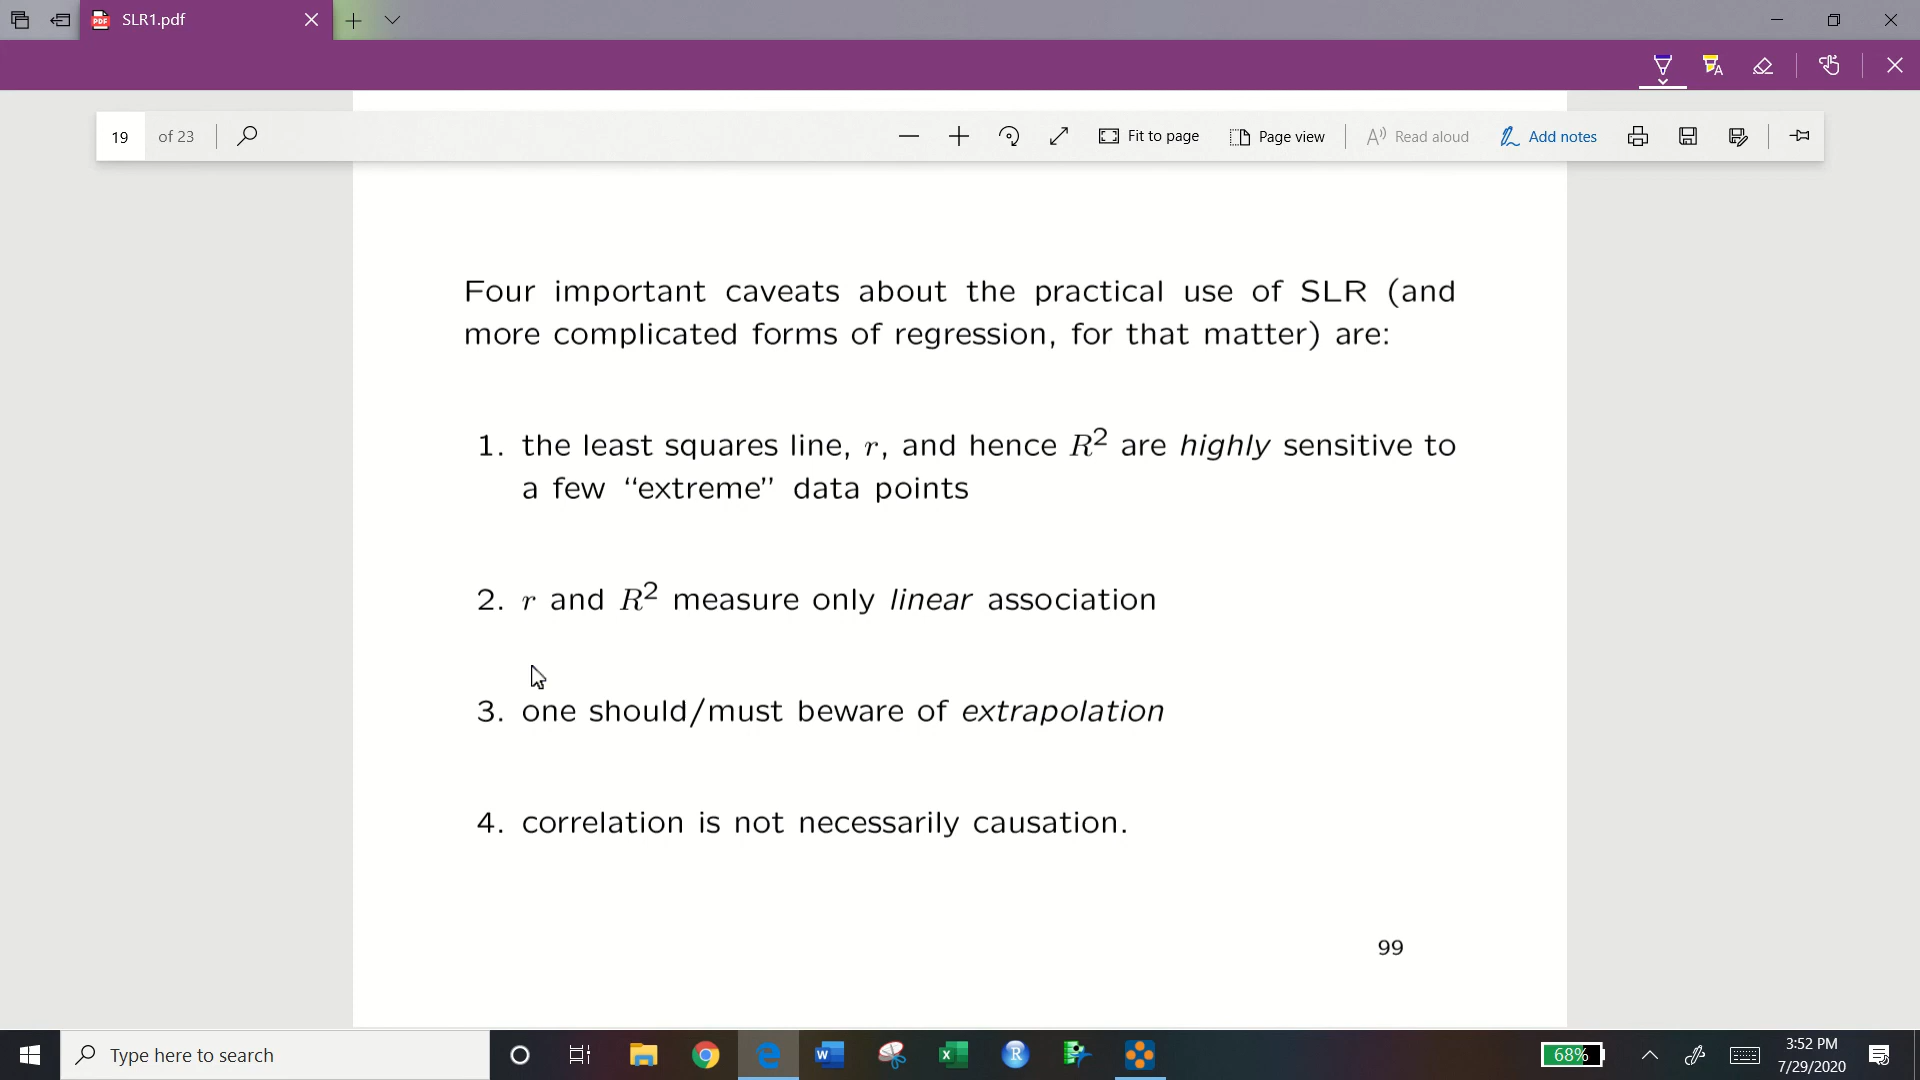 SLR1.pdf
19 of 23 Fit to page Page view Read aloud Add notes
Four important caveats about the practical use of SLR (and
more complicated forms of regression, for that matter) are:
1. the least squares line, r, and hence R² are highly sensitive to
a few “extreme” data points
2. r and R² measure only linear association
3. one should/must beware of extrapolation
4. correlation is not necessarily causation.
99
Type here to search
68%
3:52 PM
7/29/2020